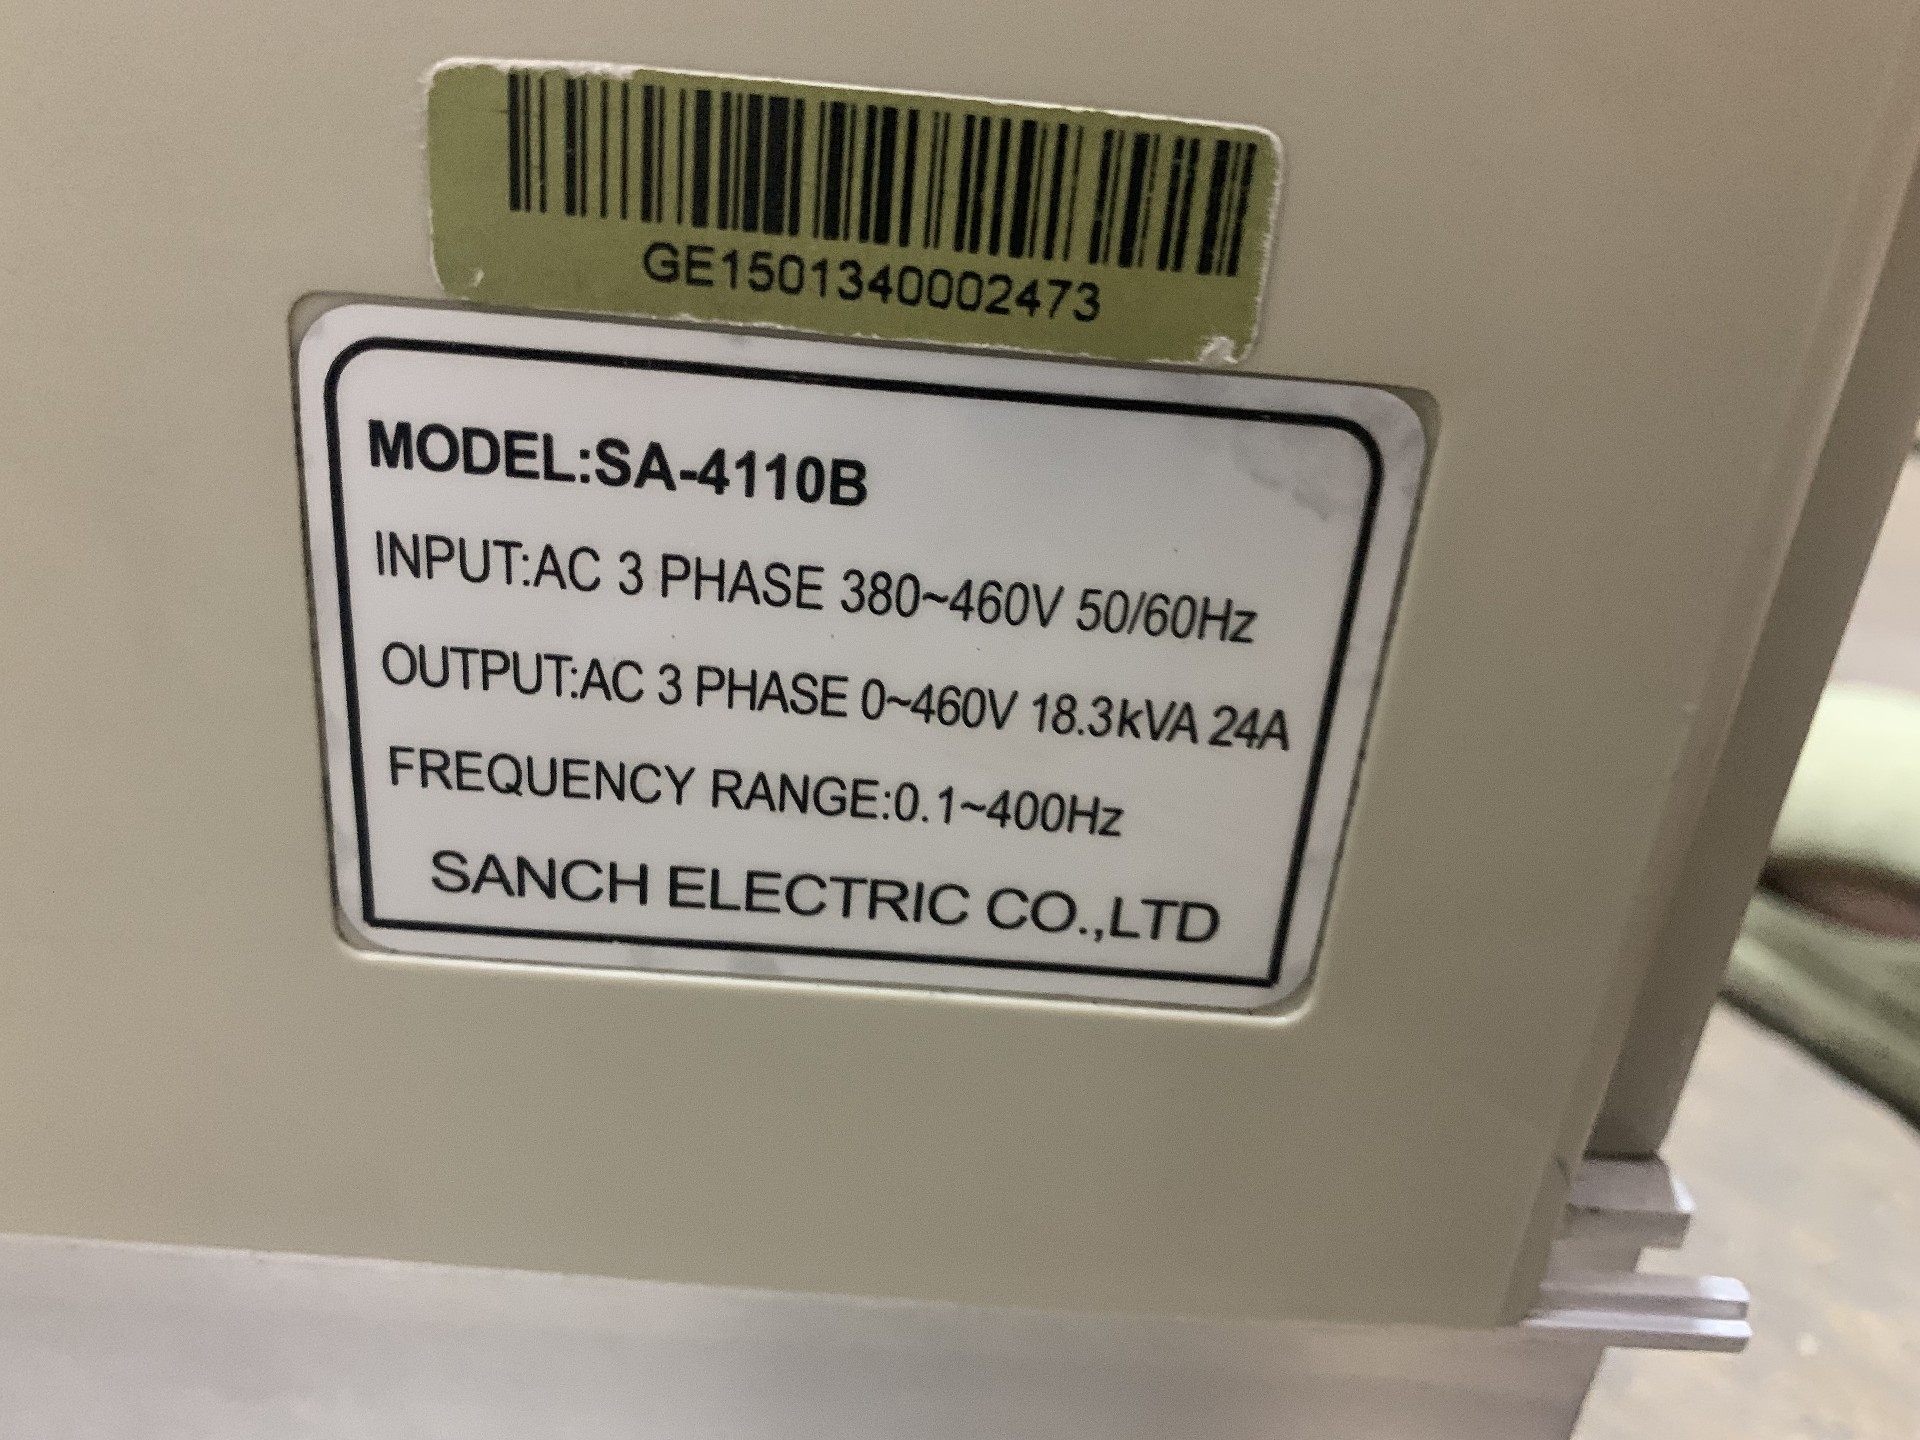 GE1501340002473
MODEL:SA-4110B
INPUT:AC 3 PHASE 380~460V 50/60Hz
OUTPUT:AC 3 PHASE 0~460V 18.3kVA 24A
FREQUENCY RANGE:0.1~400Hz
SANCH ELECTRIC CO.,LTD